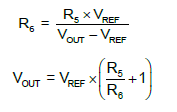 R6 = R5 × VREF / VOUT − VREF
VOUT = VREF × (R5 / R6 + 1)